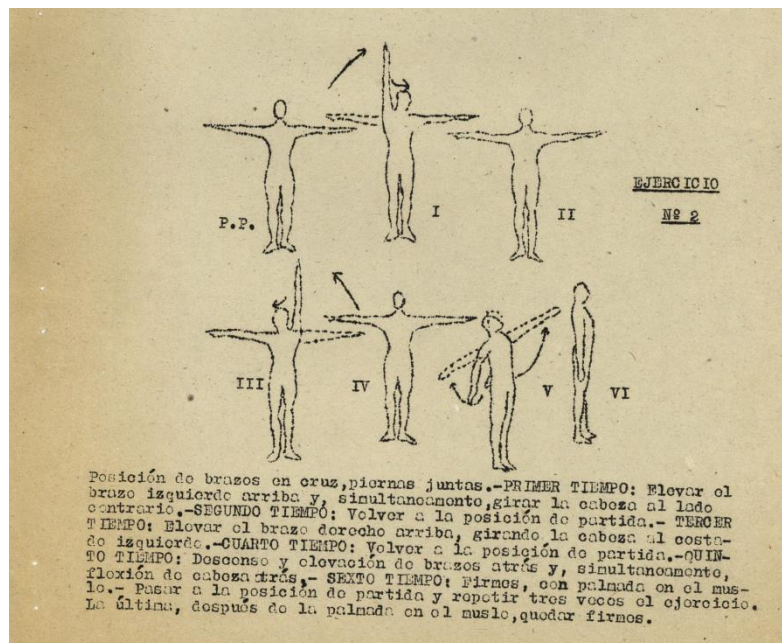 P.P.
I
II
EJERCICIO
Nº 2
III
IV
V
VI
Posición de brazos en cruz,piernas juntas.-PRIMER TIEMPO: Elevar el
brazo izquierdo arriba y, simultaneamente,girar la cabeza al lado
contrario.-SEGUNDO TIEMPO: Volver a la posición de partida.- TERCER
TIEMPO: Elevar el brazo derecho arriba, girando la cabeza al costa-
do izquierdo.-CUARTO TIEMPO: Volver a la posición de partida.-QUIN-
TO TIEMPO: Descenso y elevación de brazos atrás y, simultaneamente,
flexión de cabeza atrás,- SEXTO TIEMPO: Firmes, con palmada en el mus-
lo.- Pasar a la posición de partida y repetir tres veces el ejercicio.
La última, después de la palmada en el muslo,quedar firmes.